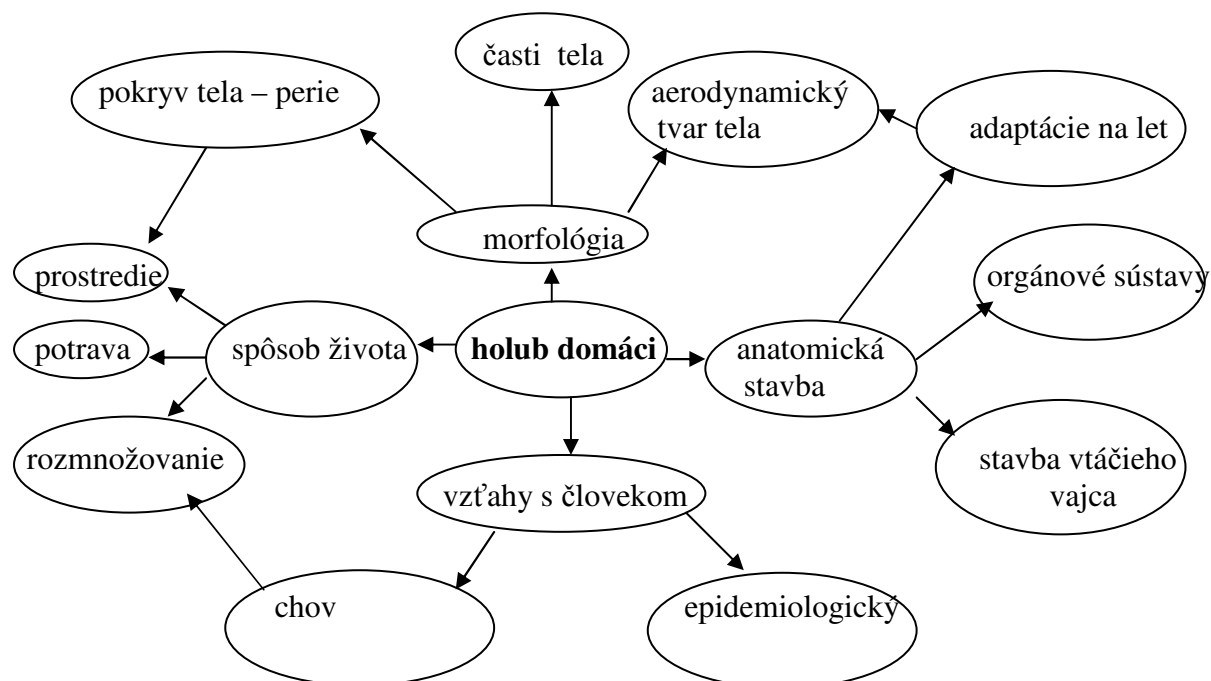 časti tela
pokryv tela – perie
aerodynamický
tvar tela
adaptácie na let
morfológia
orgánové sústavy
prostredie
potrava
spôsob života
holub domáci
anatomická
stavba
rozmnožovanie
stavba vtáčieho
vajca
vzťahy s človekom
chov
epidemiologický